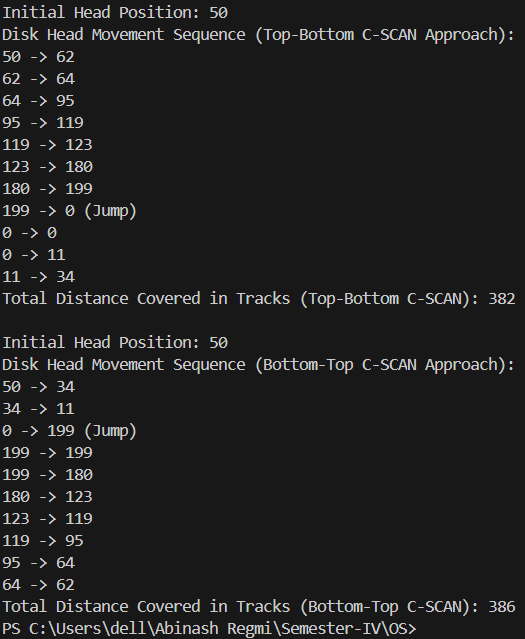 Initial Head Position: 50
Disk Head Movement Sequence (Top-Bottom C-SCAN Approach):
50 -> 62
62 -> 64
64 -> 95
95 -> 119
119 -> 123
123 -> 180
180 -> 199
199 -> 0 (Jump)
0 -> 0
0 -> 11
11 -> 34
Total Distance Covered in Tracks (Top-Bottom C-SCAN): 382
Initial Head Position: 50
Disk Head Movement Sequence (Bottom-Top C-SCAN Approach):
50 -> 34
34 -> 11
0 -> 199 (Jump)
199 -> 199
199 -> 180
180 -> 123
123 -> 119
119 -> 95
95 -> 64
64 -> 62
Total Distance Covered in Tracks (Bottom-Top C-SCAN): 386
PS C:\Users\dell\Abinash Regmi\Semester-IV\OS>